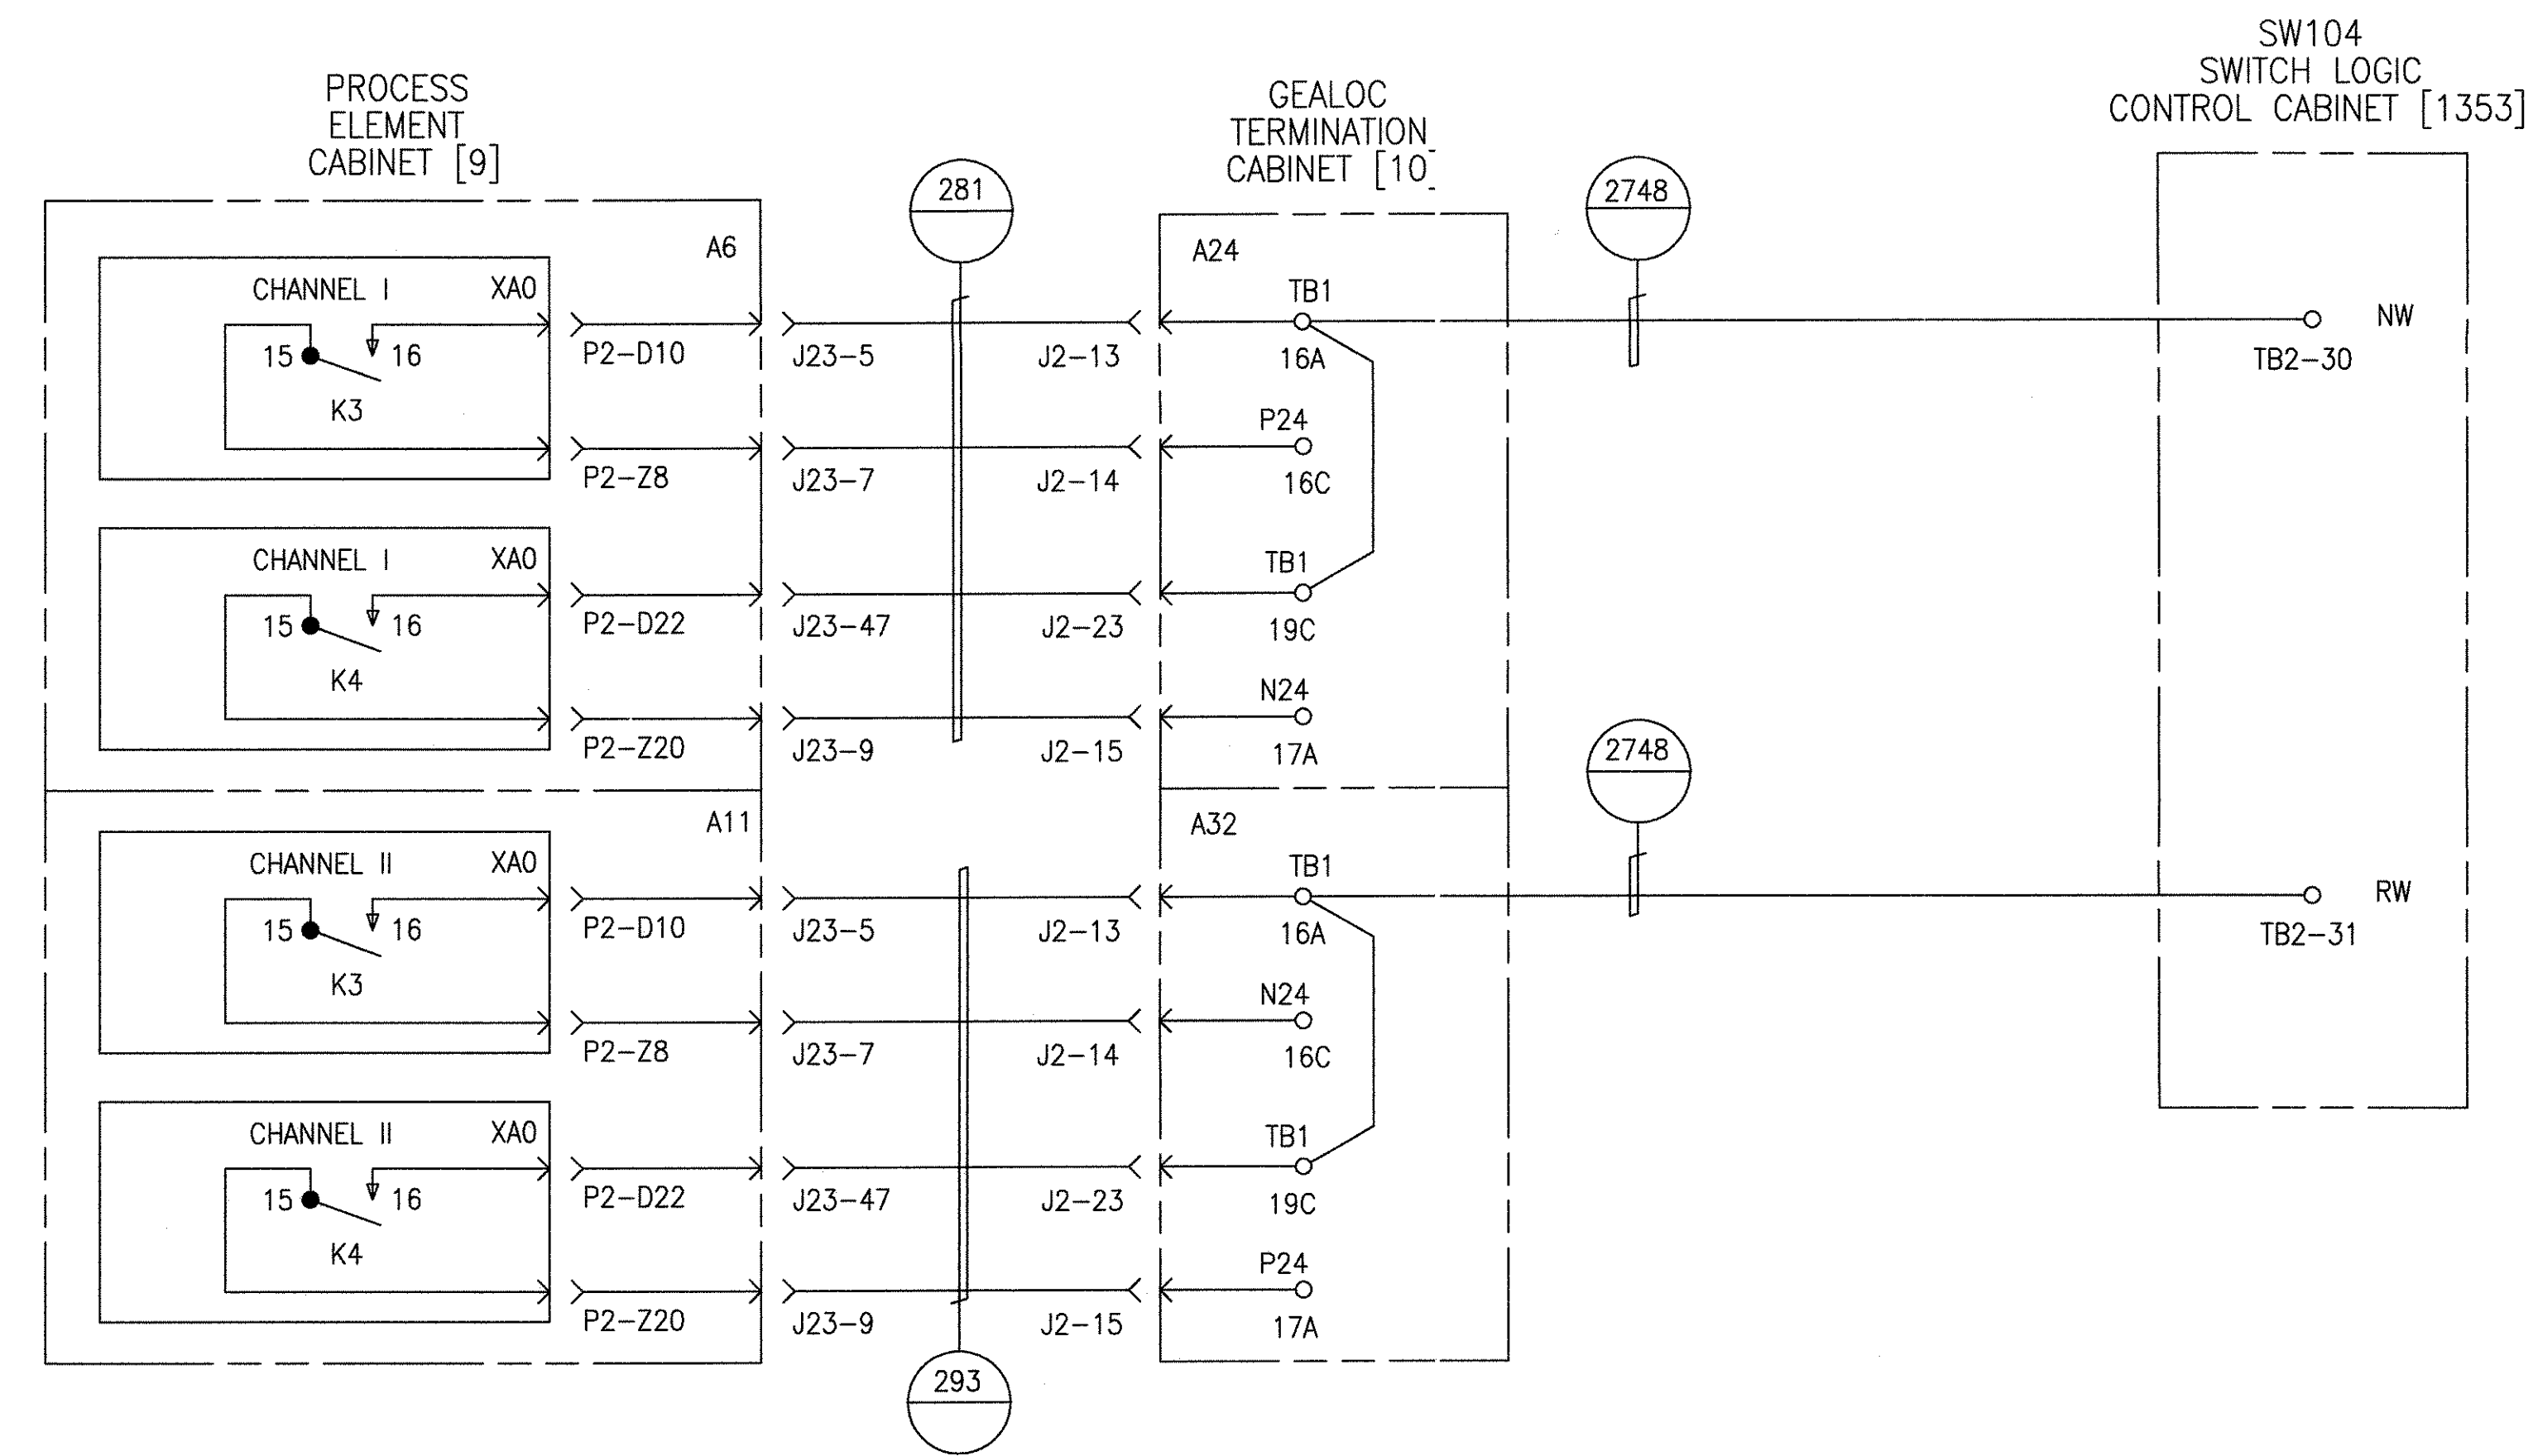 PROCESS
ELEMENT
CABINET [9]
GEALOC
TERMINATION
CABINET [10]
SW104
SWITCH LOGIC
CONTROL CABINET [1353]
281
2748
A6
A24
CHANNEL I XAO
TB1
NW
15 16
P2-D10
J23-5
J2-13
16A
TB2-30
K3
P24
P2-Z8
J23-7
J2-14
16C
CHANNEL I XAO
TB1
15 16
P2-D22
J23-47
J2-23
19C
K4
N24
P2-Z20
J23-9
J2-15
17A
2748
A11
A32
CHANNEL II XAO
TB1
RW
15 16
P2-D10
J23-5
J2-13
16A
TB2-31
K3
N24
P2-Z8
J23-7
J2-14
16C
CHANNEL II XAO
TB1
15 16
P2-D22
J23-47
J2-23
19C
K4
P24
P2-Z20
J23-9
J2-15
17A
293